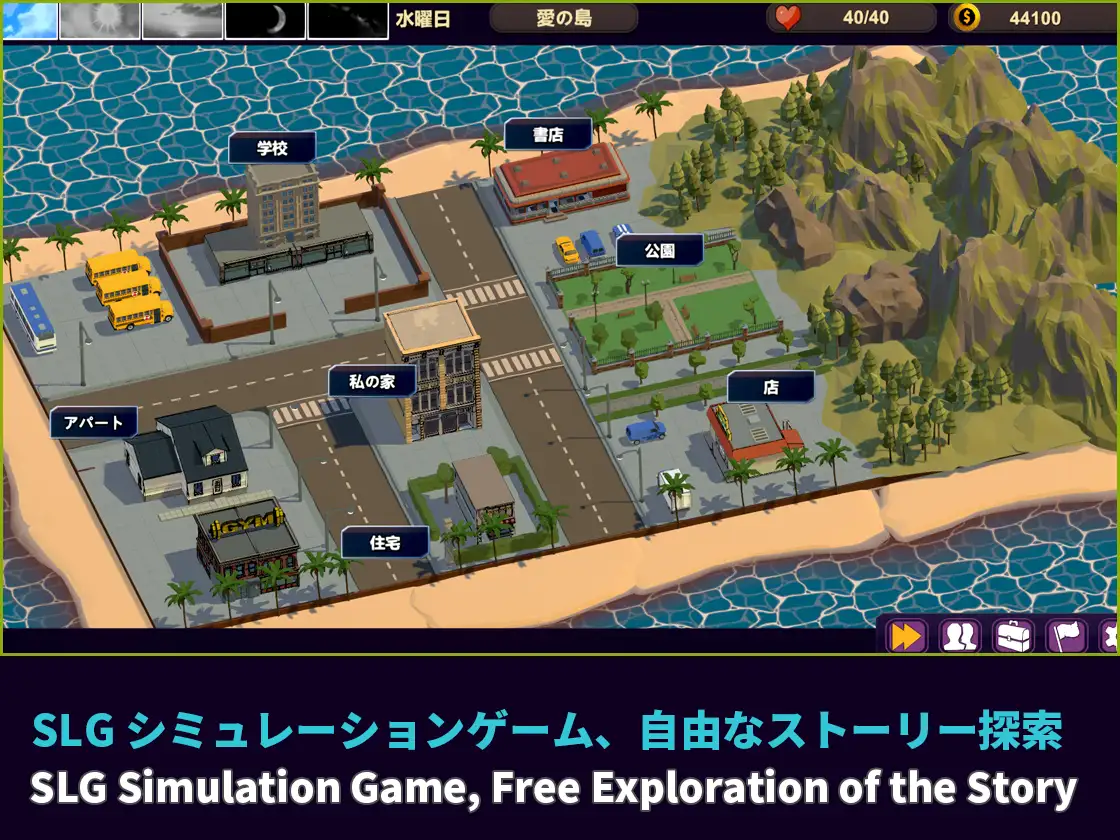 水曜日
愛の島
40/40
44100
学校
書店
公園
私の家
店
アパート
GYM
住宅
SLG シミュレーションゲーム、自由なストーリー探索
SLG Simulation Game, Free Exploration of the Story